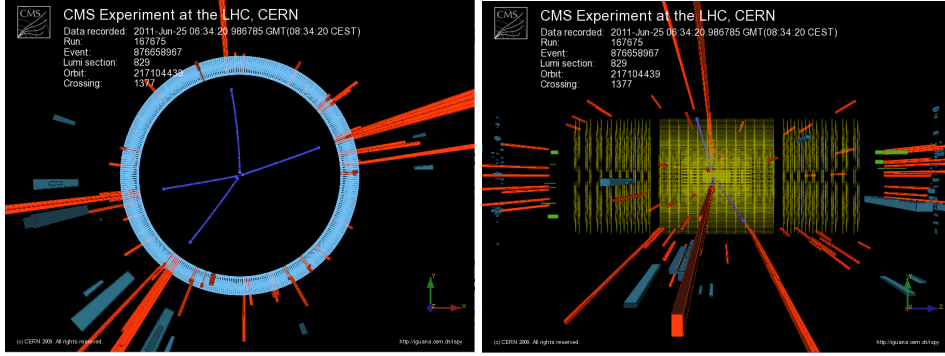 CMS
CMS Experiment at the LHC, CERN
Data recorded: 2011-Jun-25 06:34:20.986785 GMT(08:34:20 CEST)
Run: 167675
Event: 876658967
Lumi section: 829
Orbit: 217104439
Crossing: 1377
Y
Z
X
(c) CERN 2009. All rights reserved.
http://iguana.cern.ch/ispy
CMS
CMS Experiment at the LHC, CERN
Data recorded: 2011-Jun-25 06:34:20.986785 GMT(08:34:20 CEST)
Run: 167675
Event: 876658967
Lumi section: 829
Orbit: 217104439
Crossing: 1377
Y
X
Z
(c) CERN 2009. All rights reserved.
http://iguana.cern.ch/ispy